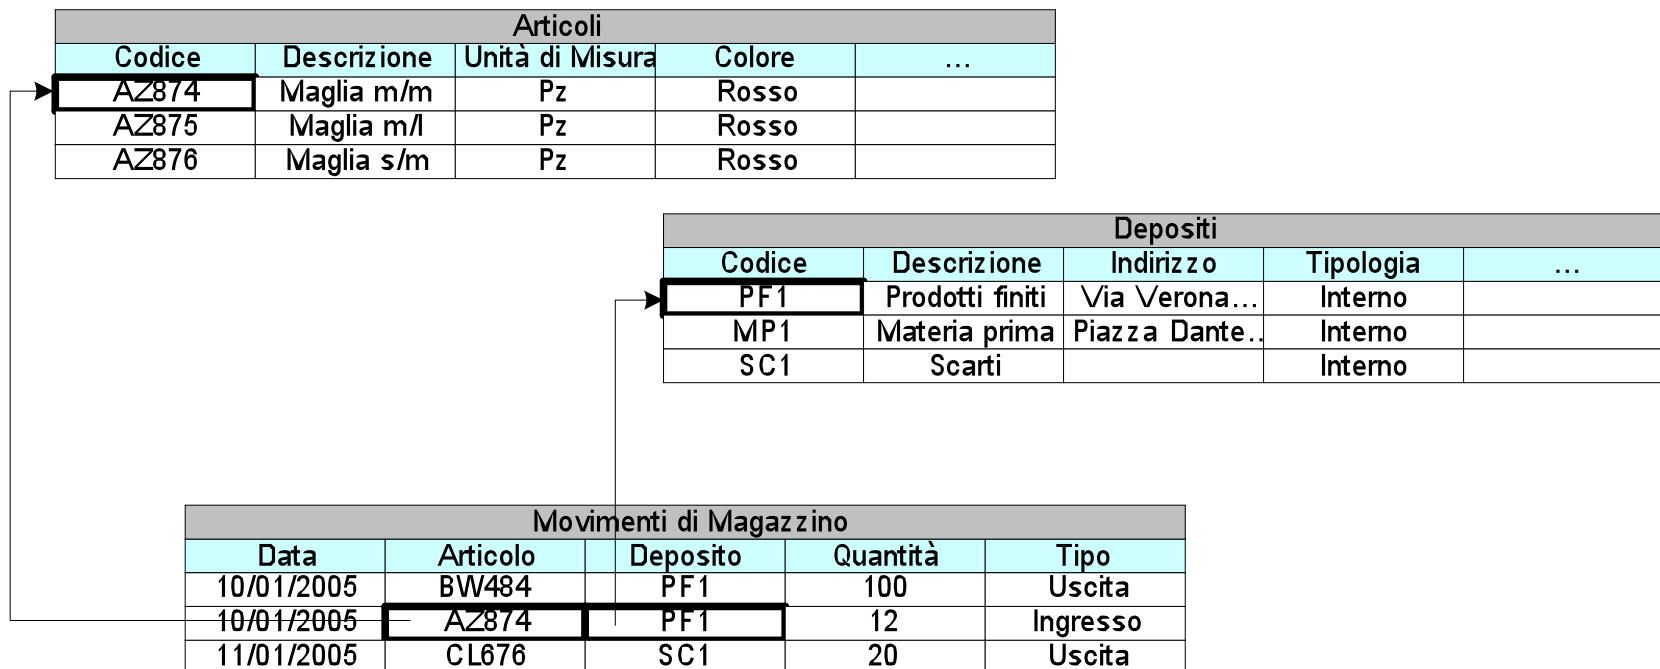 Articoli
Codice Descrizione Unità di Misura Colore ...
AZ874 Maglia m/m Pz Rosso
AZ875 Maglia m/l Pz Rosso
AZ876 Maglia s/m Pz Rosso
Depositi
Codice Descrizione Indirizzo Tipologia ...
PF1 Prodotti finiti Via Verona... Interno
MP1 Materia prima Piazza Dante.. Interno
SC1 Scarti Interno
Movimenti di Magazzino
Data Articolo Deposito Quantità Tipo
10/01/2005 BW484 PF1 100 Uscita
10/01/2005 AZ874 PF1 12 Ingresso
11/01/2005 CL676 SC1 20 Uscita